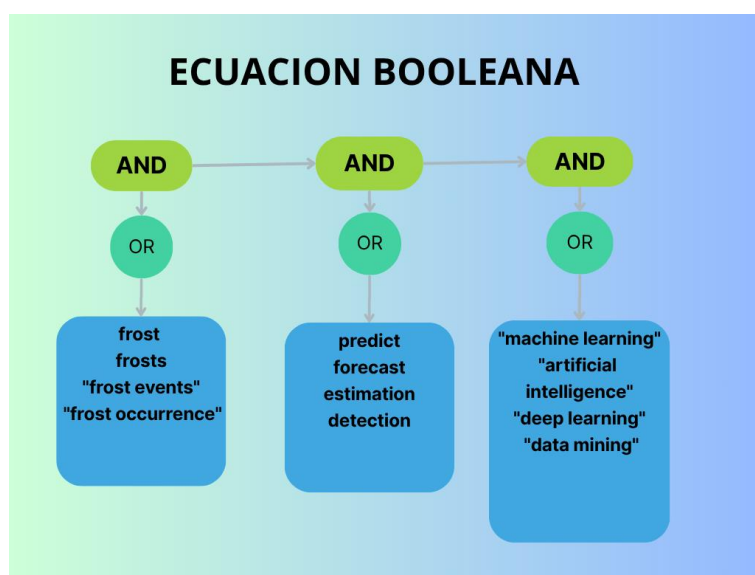 ECUACION BOOLEANA
AND
AND
AND
OR
OR
OR
frost
frosts
"frost events"
"frost occurrence"
predict
forecast
estimation
detection
"machine learning"
"artificial
intelligence"
"deep learning"
"data mining"